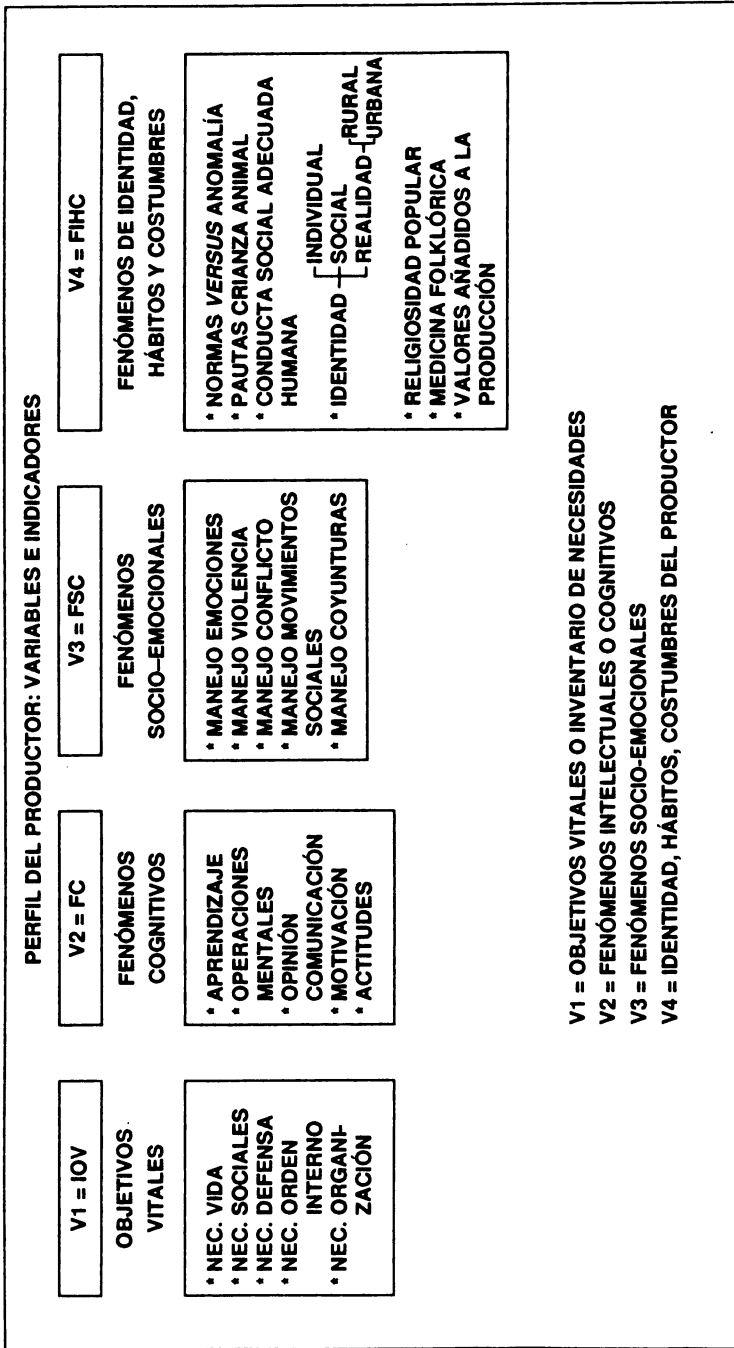 PERFIL DEL PRODUCTOR: VARIABLES E INDICADORES
V1 = IOV
OBJETIVOS
VITALES
* NEC. VIDA
* NEC. SOCIALES
* NEC. DEFENSA
* NEC. ORDEN
INTERNO
* NEC. ORGANI-
ZACIÓN
V2 = FC
FENÓMENOS
COGNITIVOS
* APRENDIZAJE
* OPERACIONES
MENTALES
* OPINIÓN
COMUNICACIÓN
* MOTIVACIÓN
* ACTITUDES
V3 = FSC
FENÓMENOS
SOCIO-EMOCIONALES
* MANEJO EMOCIONES
* MANEJO VIOLENCIA
* MANEJO CONFLICTO
* MANEJO MOVIMIENTOS
SOCIALES
* MANEJO COYUNTURAS
V4 = FIHC
FENÓMENOS DE IDENTIDAD,
HÁBITOS Y COSTUMBRES
* NORMAS VERSUS ANOMALÍA
* PAUTAS CRIANZA ANIMAL
* CONDUCTA SOCIAL ADECUADA
HUMANA
INDIVIDUAL
* IDENTIDAD SOCIAL
REALIDAD RURAL
URBANA
* RELIGIOSIDAD POPULAR
* MEDICINA FOLKLÓRICA
* VALORES AÑADIDOS A LA
PRODUCCIÓN
V1 = OBJETIVOS VITALES O INVENTARIO DE NECESIDADES
V2 = FENÓMENOS INTELECTUALES O COGNITIVOS
V3 = FENÓMENOS SOCIO-EMOCIONALES
V4 = IDENTIDAD, HÁBITOS, COSTUMBRES DEL PRODUCTOR